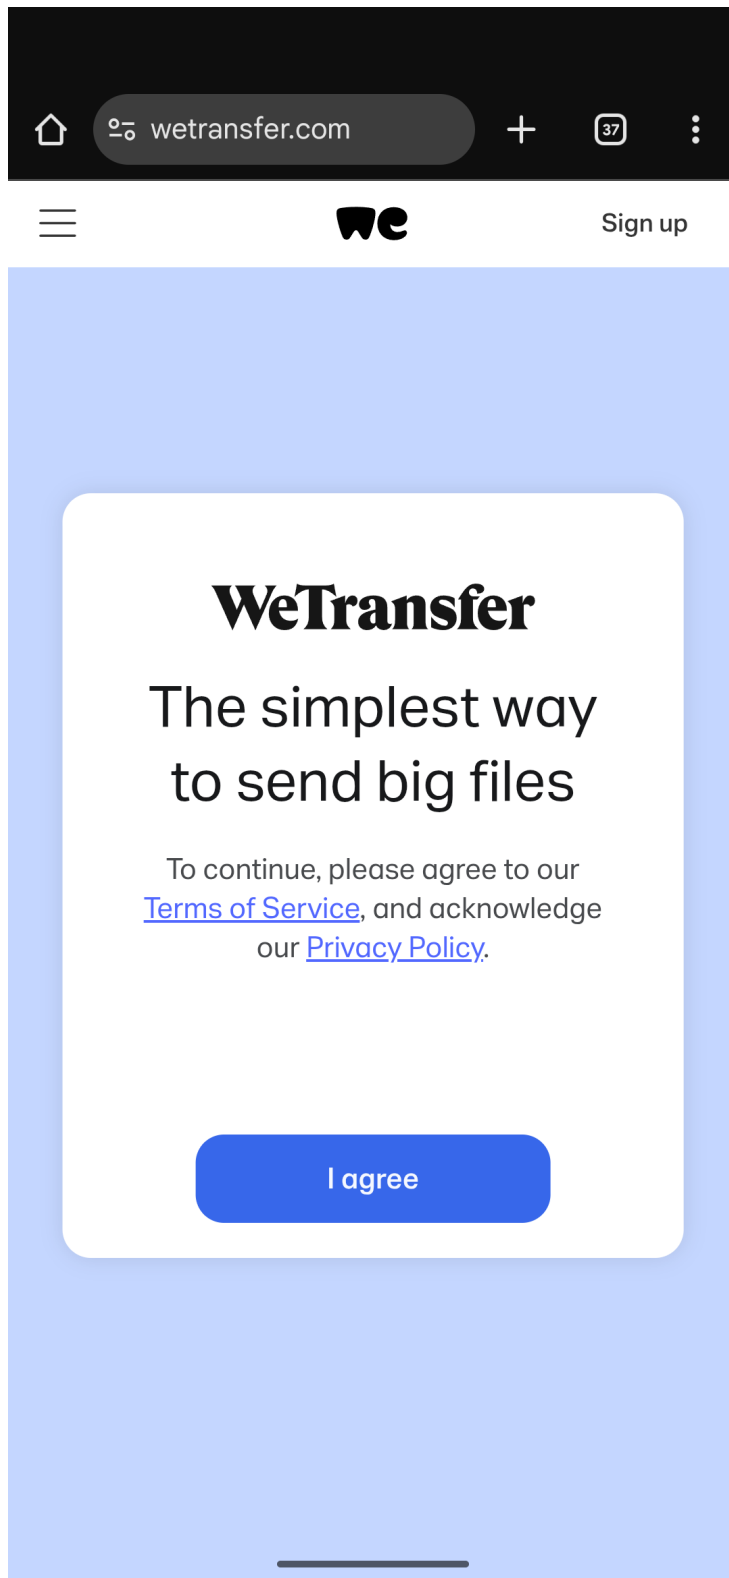 wetransfer.com
37
we
Sign up
WeTransfer
The simplest way
to send big files
To continue, please agree to our
Terms of Service, and acknowledge
our Privacy Policy.
I agree